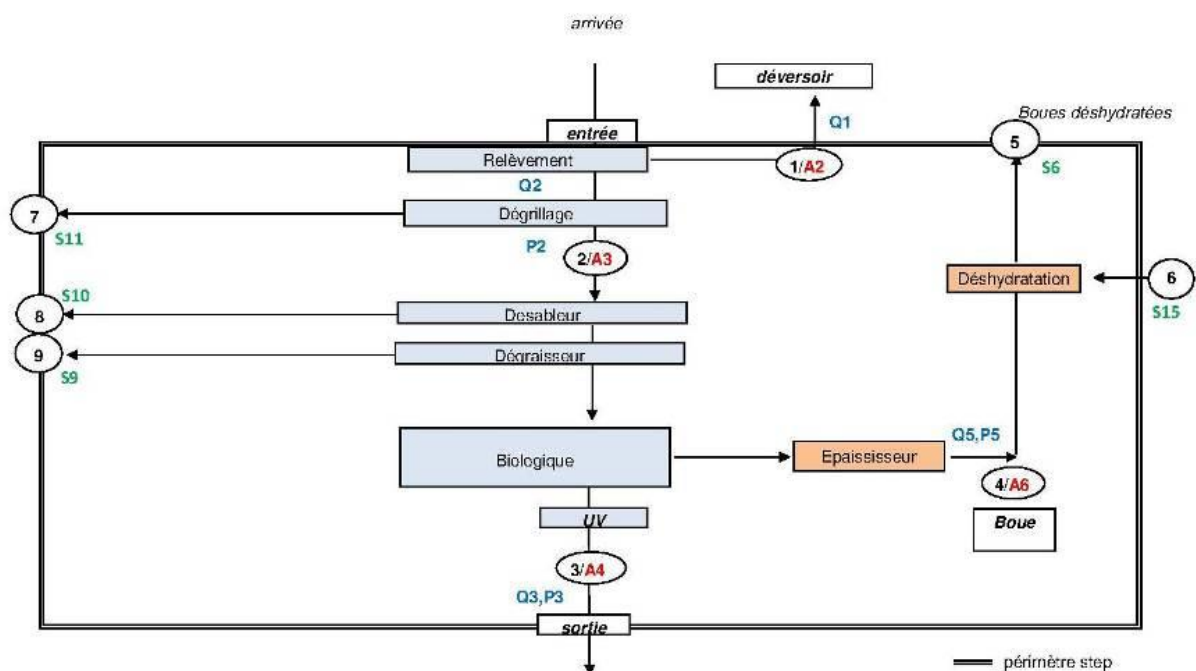 arrivée
déversoir
Q1
Boues déshydratées
entrée
5
Relèvement
1/A2
S6
Q2
7
Dégrillage
S11
P2
2/A3
Déshydratation
6
S10
S15
8
Desableur
9
Dégraisseur
S9
Q5,P5
Biologique
Epaississeur
4/A6
UV
Boue
3/A4
Q3,P3
sortie
périmètre step